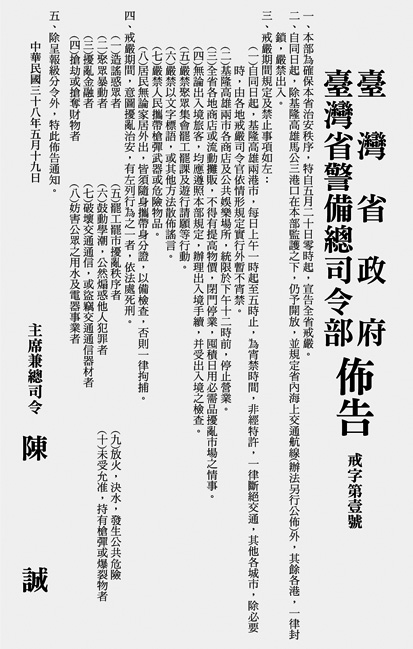 臺灣省政府
臺灣省警備總司令部
佈告
戒字第壹號
一、本部為確保本省治安秩序，特自五月二十日零時起，宣告全省戒嚴。
二、自同日起，除基隆高雄馬公三港口在本部監護之下，仍予開放，並規定省內海上交通航線（辦法另行公佈）外，其餘各港，一律封
鎖，嚴禁出入。
三、戒嚴期間規定及禁止事項如左：
（一）自同日起，基隆高雄兩港市，每日上午一時起至五時止，為宵禁時間，非經特許，一律斷絕交通，其他各城市，除必要
時，由各地戒嚴司令官依情形規定實行外暫不宵禁。
（二）基隆高雄兩市各商店及公共娛樂場所，統限於下午十二時前，停止營業。
（三）全省各地商店或流動攤販，不得有提高物價，閉門停業，囤積日用必需品擾亂市場之情事。
（四）無論出入境旅客，均應遵照本部規定，辦理出入境手續，並受出入境之檢查。
（五）嚴禁聚眾集會罷工罷課及遊行請願等行動。
（六）嚴禁以文字標語，或其他方法散佈謠言。
（七）嚴禁人民攜帶槍彈武器或危險物品。
（八）居民無論家居外出，皆須隨身攜帶身分證，以備檢查，否則一律拘捕。
四、戒嚴期間，意圖擾亂治安，有左列行為之一者，依法處死刑。
（一）造謠惑眾者
（二）聚眾暴動者
（三）擾亂金融者
（四）搶劫或搶奪財物者
（五）罷工罷市擾亂秩序者
（六）鼓動學潮，公然煽惑他人犯罪者
（七）破壞交通通信，或盜竊交通通信器材者
（八）妨害公眾之用水及電器事業者
（九）放火，決水，發生公共危險
（十）未受允准，持有槍彈或爆裂物者
五、除呈報級分令外，特此佈告通知。
中華民國三十八年五月十九日
主席兼總司令 陳 誠